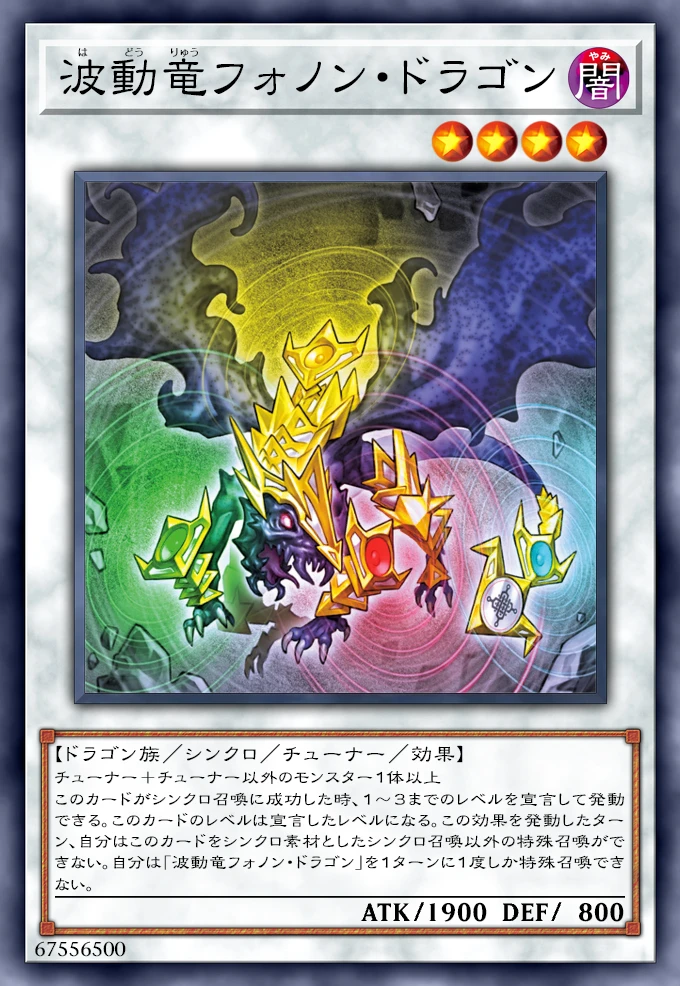 は どう りゅう
波動竜フォノン・ドラゴン
やみ
闇
【ドラゴン族／シンクロ／チューナー／効果】
チューナー＋チューナー以外のモンスター１体以上
このカードがシンクロ召喚に成功した時、１～３までのレベルを宣言して発動
できる。このカードのレベルは宣言したレベルになる。この効果を発動したター
ン、自分はこのカードをシンクロ素材としたシンクロ召喚以外の特殊召喚がで
きない。自分は「波動竜フォノン・ドラゴン」を１ターンに１度しか特殊召喚でき
ない。
ATK/1900 DEF/ 800
67556500